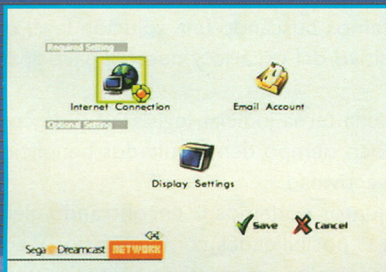 Required Setting
Internet Connection
Email Account
Optional Setting
Display Settings
Save
Cancel
Sega Dreamcast NETWORK